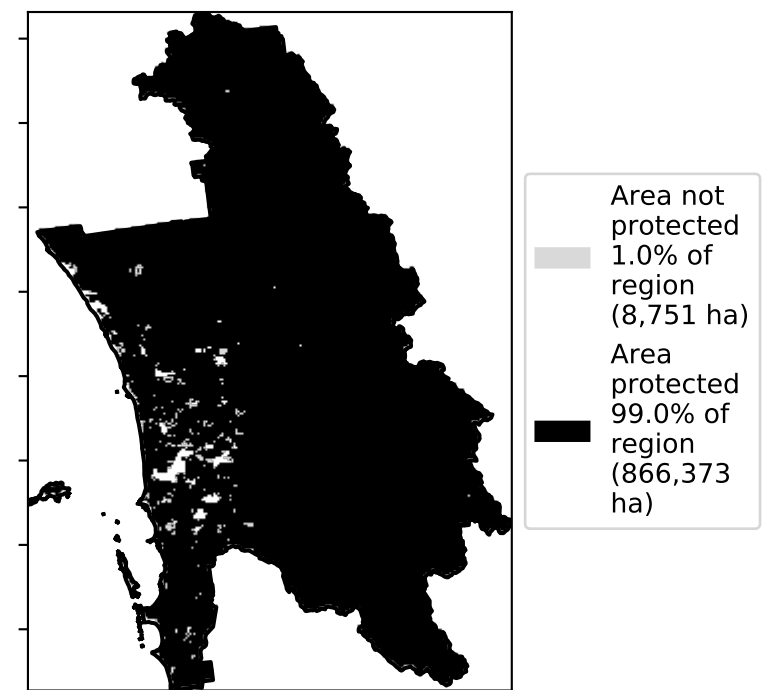 Area not
protected
1.0% of
region
(8,751 ha)
Area
protected
99.0% of
region
(866,373
ha)